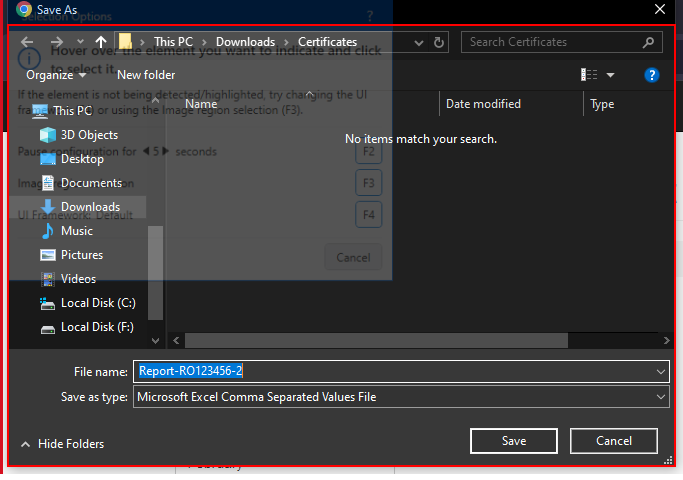 Save As
Selection Options
?
This PC
Downloads
Certificates
Search Certificates
Hover over the element you want to indicate and click
to select it.
Organize
New folder
?
If the element is not being detected/highlighted, try changing the UI
or using the Image region selection (F3).
Name
Date modified
Type
This PC
3D Objects
No items match your search.
Desktop
Pause configuration for
5
seconds
F2
Documents
F3
Downloads
UI Framework: Default
F4
Music
Pictures
Cancel
Videos
Local Disk (C:)
Local Disk (F:)
File name:
Report-RO123456-2
Save as type:
Microsoft Excel Comma Separated Values File
Hide Folders
Save
Cancel